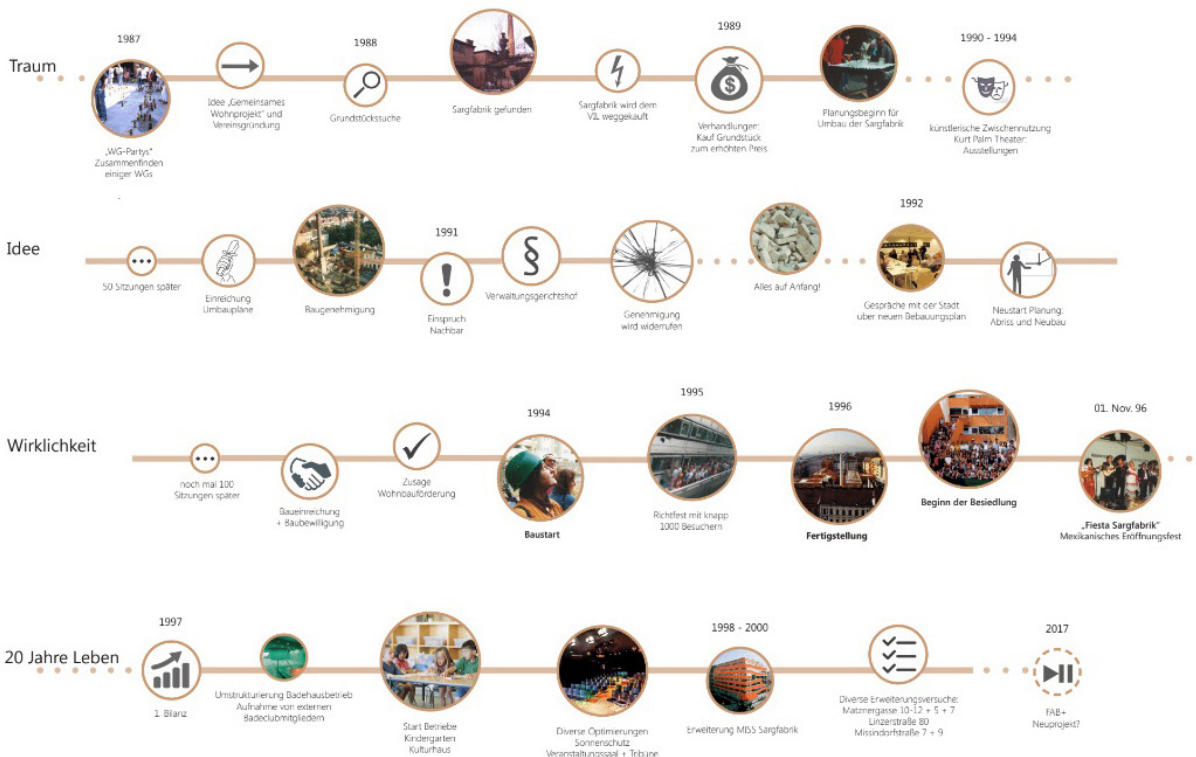 Traum
1987
„WG-Partys"
Zusammenfinden
einiger WGs
Idee „Gemeinsames
Wohnprojekt" und
Vereinsgründung
1988
Grundstückssuche
Sargfabrik gefunden
Sargfabrik wird dem
VIL weggekauft
1989
$
Verhandlungen:
Kauf Grundstück
zum erhöhten Preis
Planungsbeginn für
Umbau der Sargfabrik
1990 - 1994
künstlerische Zwischennutzung
Kurt Palm Theater:
Ausstellungen
Idee
50 Sitzungen später
Einreichung
Umbaupläne
Baugenehmigung
1991
!
Einspruch
Nachbar
§
Verwaltungsgerichtshof
Genehmigung
wird widerrufen
Alles auf Anfang!
1992
Gespräche mit der Stadt
über neuem Bebauungsplan
Neustart Planung:
Abriss und Neubau
Wirklichkeit
noch mal 100
Sitzungen später
Baueinreichung
+ Baubewilligung
Zusage
Wohnbauförderung
1994
Baustart
1995
Richtfest mit knapp
1000 Besuchern
1996
Fertigstellung
Beginn der Besiedlung
01. Nov. 96
„Fiesta Sargfabrik"
Mexikanisches Eröffnungsfest
20 Jahre Leben
1997
1. Bilanz
Umstrukturierung Badehausbetrieb
Aufnahme von externen
Badeclubmitgliedern
Start Betriebe
Kindergarten
Kulturhaus
Diverse Optimierungen
Sonnenschutz
Veranstaltungssaal + Tribüne
1998 - 2000
Erweiterung MISS Sargfabrik
Diverse Erweiterungsversuche:
Matznergasse 10-12 + 5 + 7
Linzerstraße 80
Missindorfstraße 7 + 9
2017
FAB+
Neuprojekt?